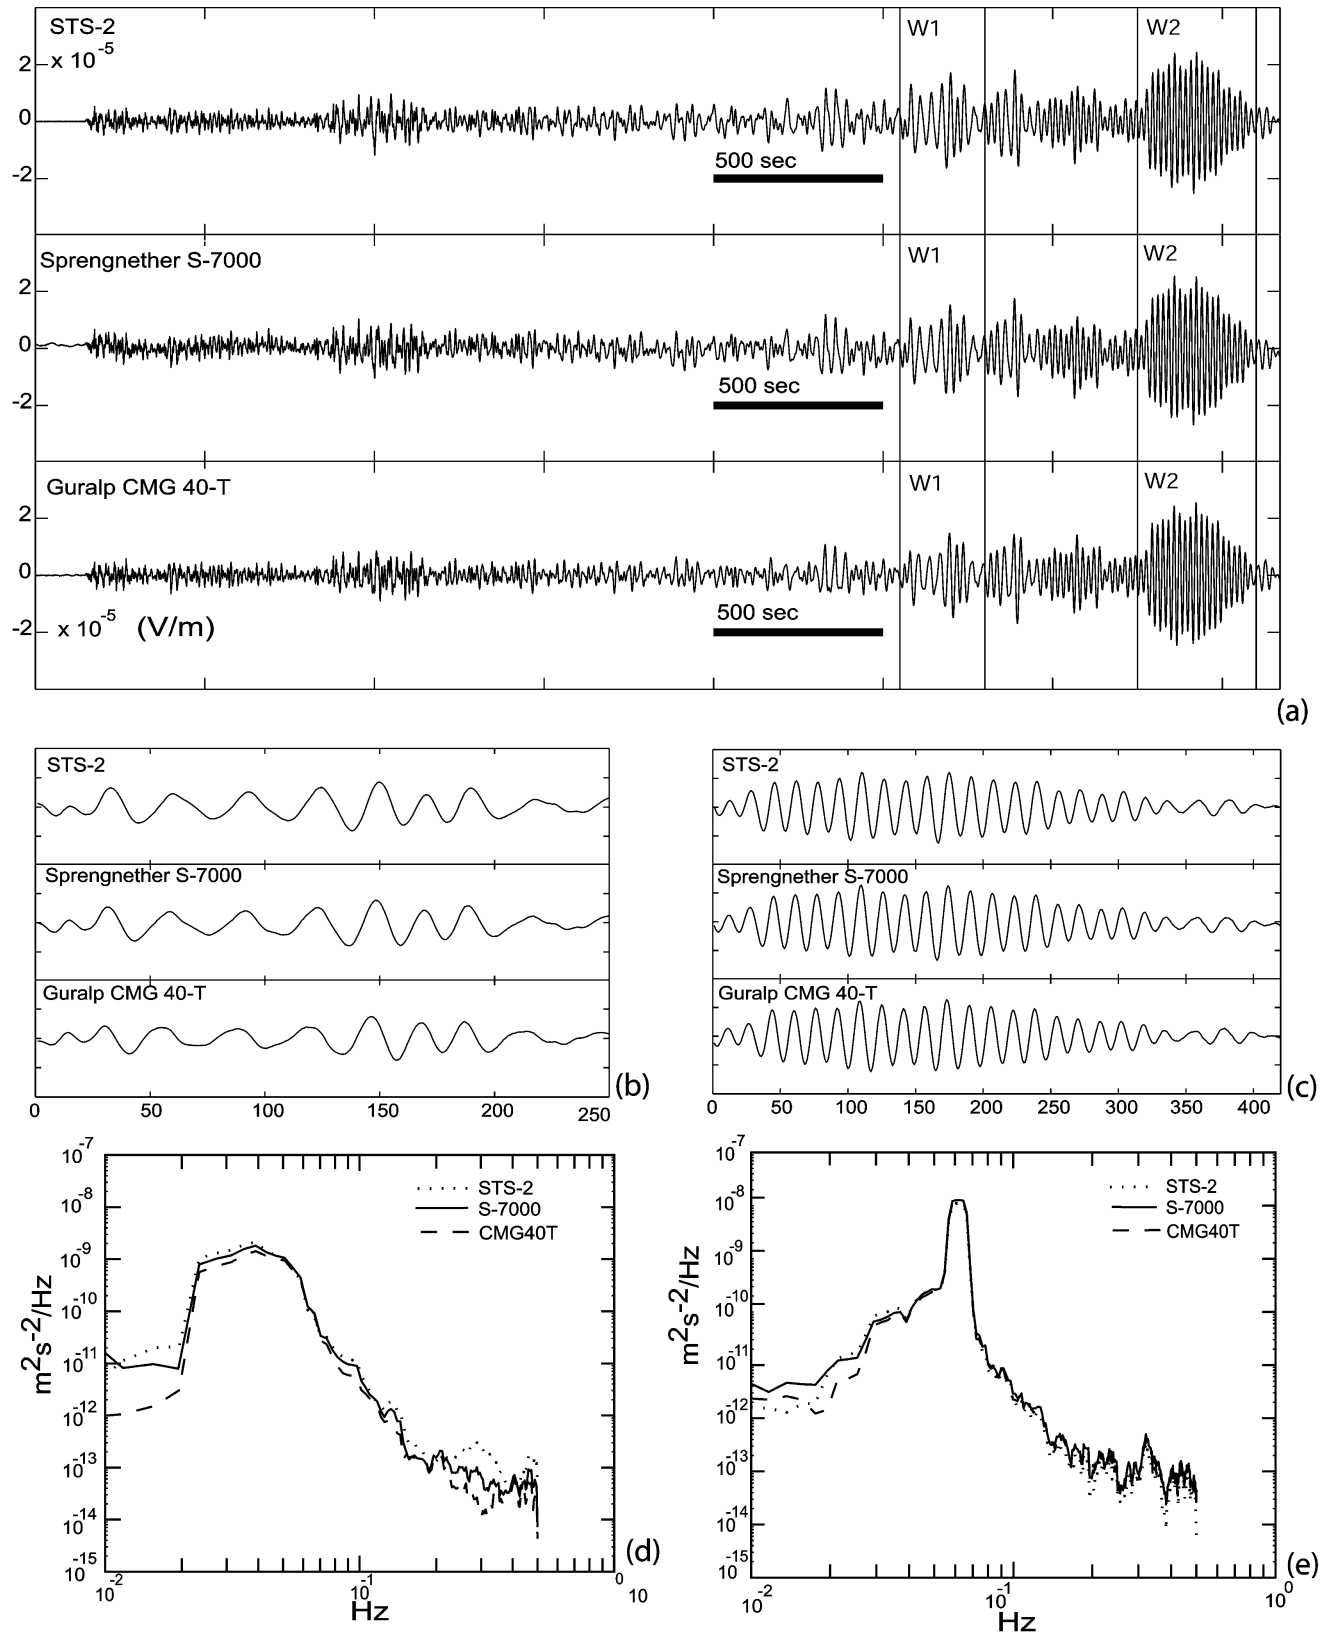 STS-2
W1
W2
x 10-5
2
0
-2
500 sec
Sprengnether S-7000
W1
W2
2
0
-2
500 sec
Guralp CMG 40-T
W1
W2
2
0
-2
x 10-5 (V/m)
500 sec
(a)
STS-2
Sprengnether S-7000
Guralp CMG 40-T
(b)
0 50 100 150 200 250
STS-2
Sprengnether S-7000
Guralp CMG 40-T
(c)
0 50 100 150 200 250 300 350 400
10-7
10-8
10-9
10-10
10-11
10-12
10-13
10-14
10-15
m2s-2/Hz
STS-2
S-7000
CMG40T
(d)
10-2 10-1 10 0
Hz
10-7
10-8
10-9
10-10
10-11
10-12
10-13
10-14
10-15
m2s-2/Hz
STS-2
S-7000
CMG40T
(e)
10-2 10-1 100
Hz